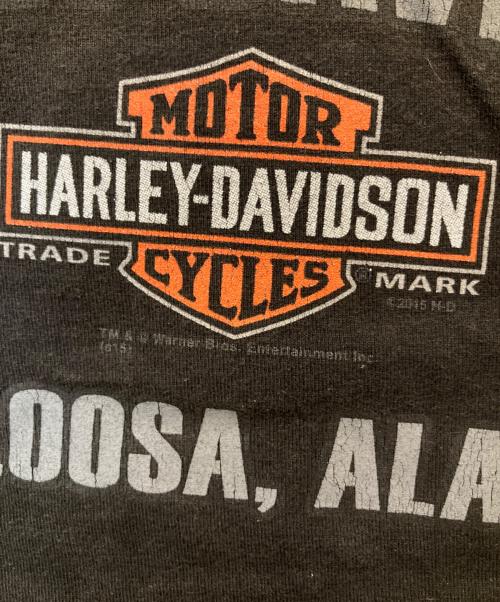 MOTOR
HARLEY-DAVIDSON
TRADE MARK
CYCLES ®
©2015 H-D
TM & © Warner Bros. Entertainment Inc
(s15)
LOOSA, ALA